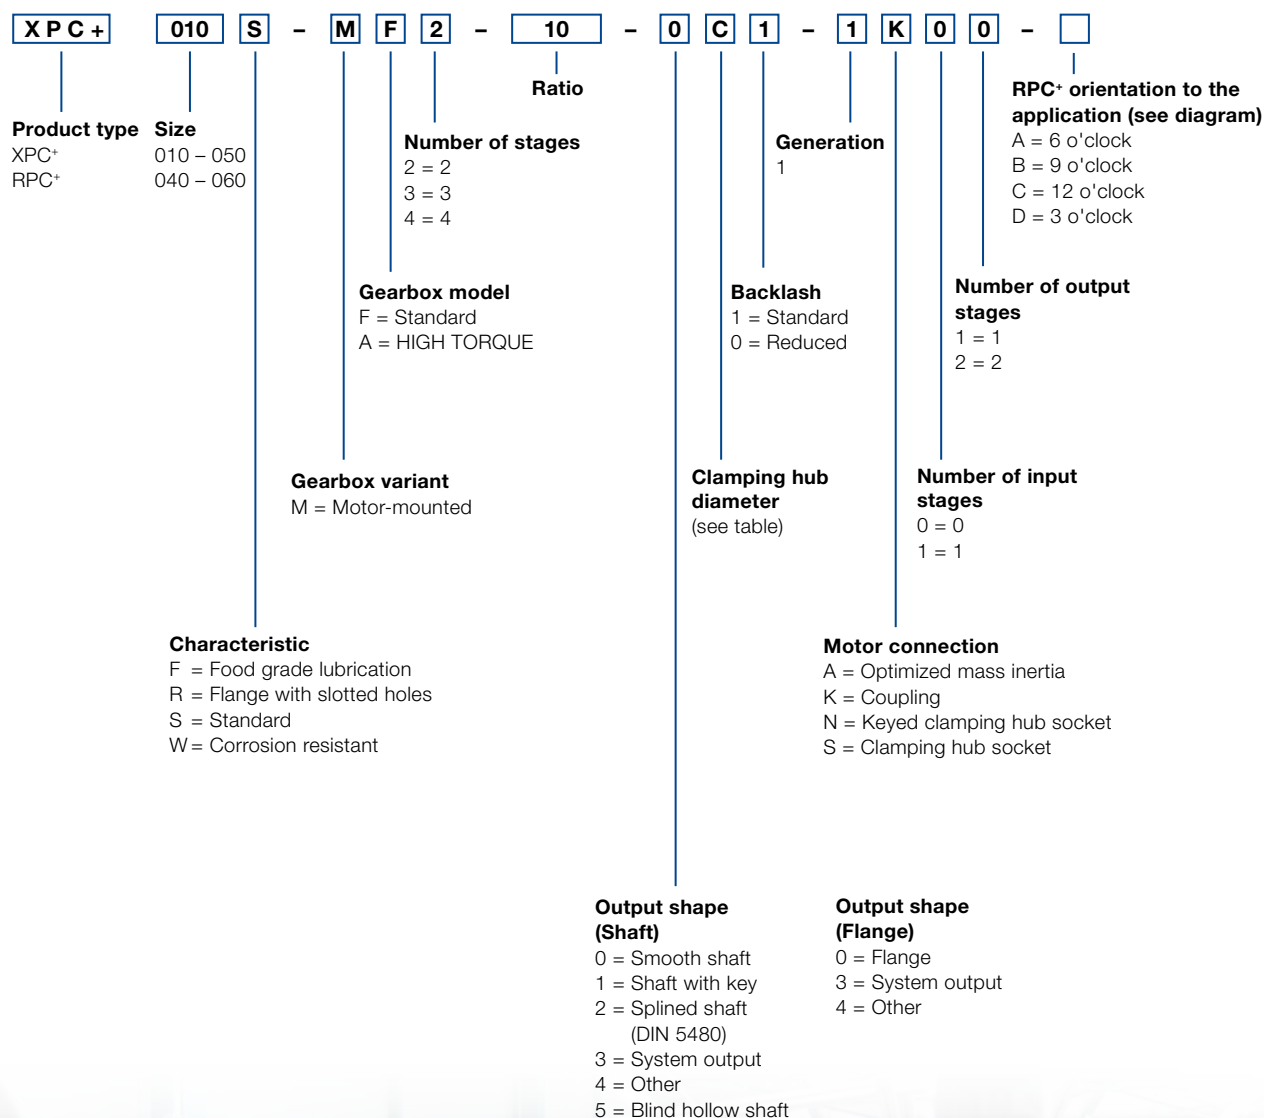 XPC+ 010 S – M F 2 – 10 – 0 C 1 – 1 K 0 0 –
Ratio
Product type
XPC+
RPC+
Size
010 – 050
040 – 060
Number of stages
2 = 2
3 = 3
4 = 4
Generation
1
RPC+ orientation to the
application (see diagram)
A = 6 o'clock
B = 9 o'clock
C = 12 o'clock
D = 3 o'clock
Gearbox model
F = Standard
A = HIGH TORQUE
Backlash
1 = Standard
0 = Reduced
Number of output
stages
1 = 1
2 = 2
Gearbox variant
M = Motor-mounted
Clamping hub
diameter
(see table)
Number of input
stages
0 = 0
1 = 1
Characteristic
F = Food grade lubrication
R = Flange with slotted holes
S = Standard
W = Corrosion resistant
Motor connection
A = Optimized mass inertia
K = Coupling
N = Keyed clamping hub socket
S = Clamping hub socket
Output shape
(Shaft)
0 = Smooth shaft
1 = Shaft with key
2 = Splined shaft
(DIN 5480)
3 = System output
4 = Other
5 = Blind hollow shaft
Output shape
(Flange)
0 = Flange
3 = System output
4 = Other